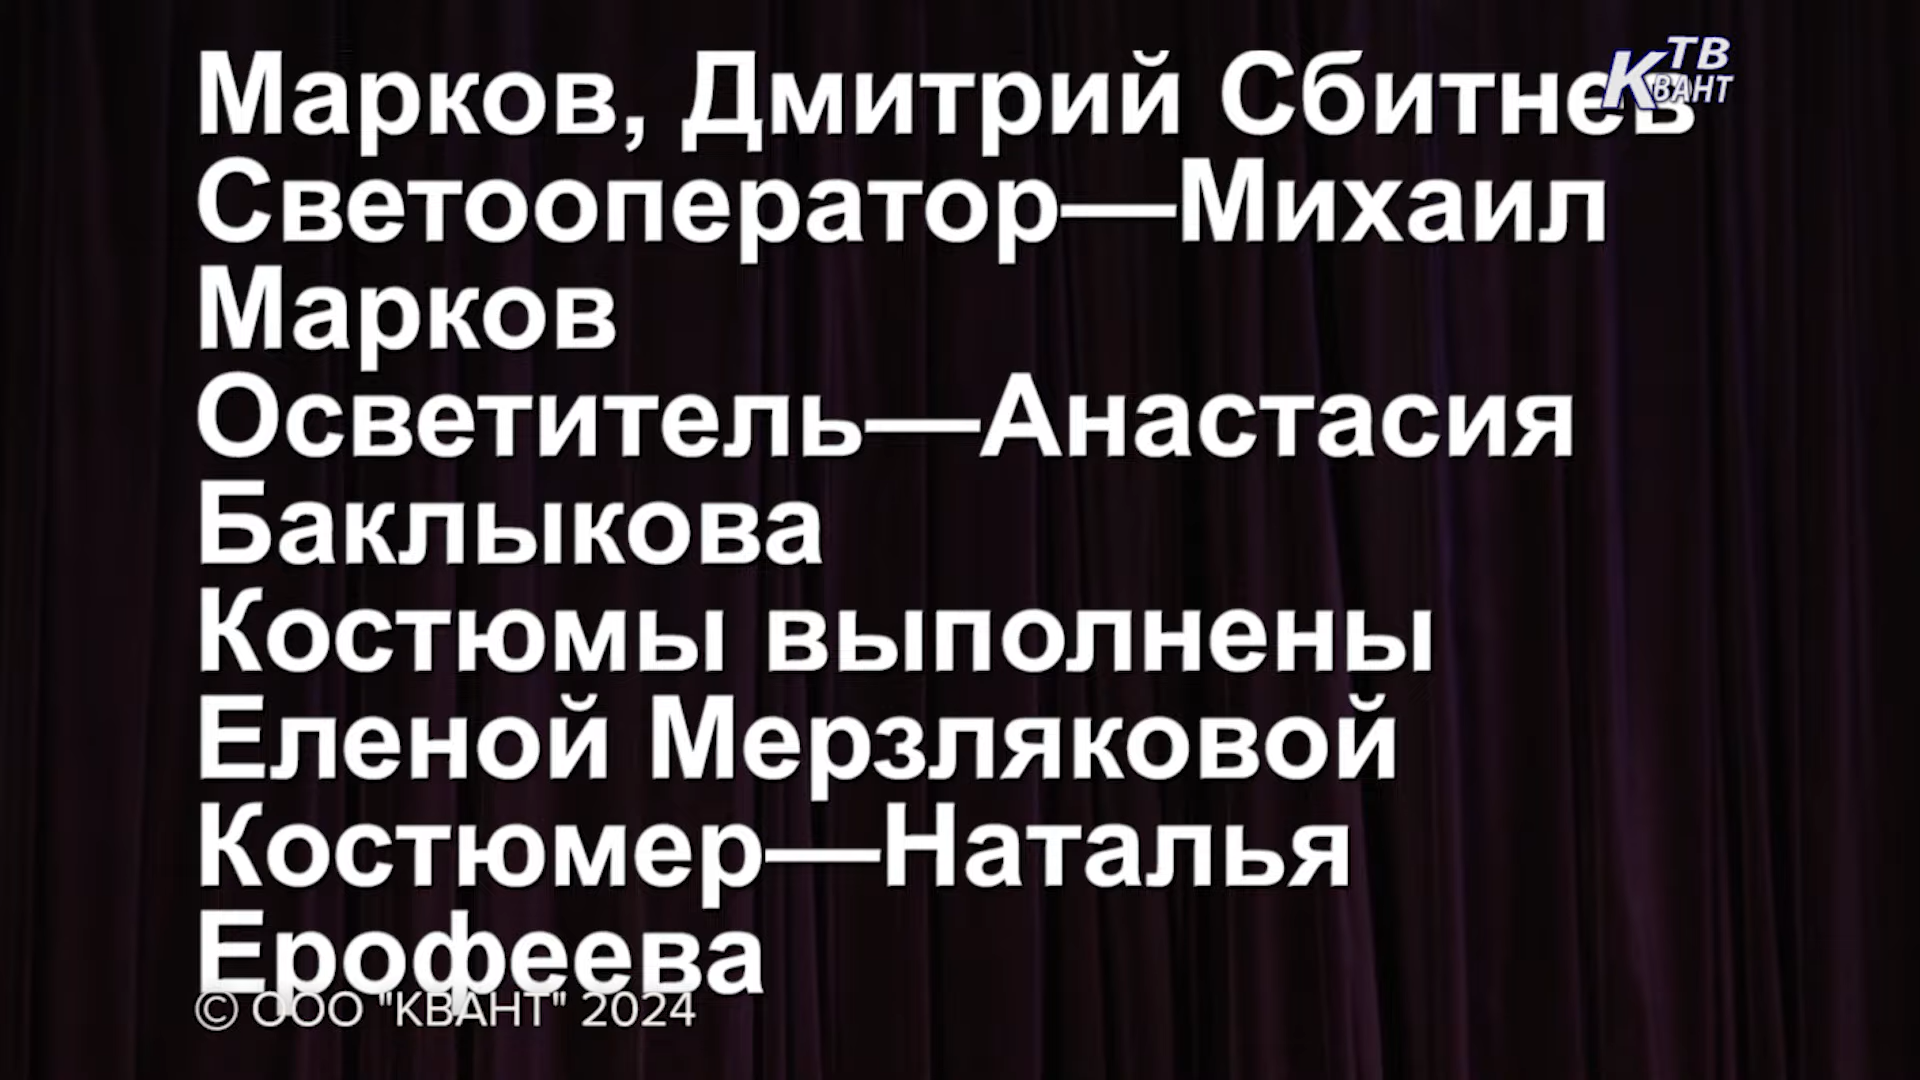 Марков, Дмитрий Сбитнев
ТВ
КВАНТ
Светооператор—Михаил
Марков
Осветитель—Анастасия
Баклыкова
Костюмы выполнены
Еленой Мерзляковой
Костюмер—Наталья
Ерофеева
© ООО "КВАНТ" 2024